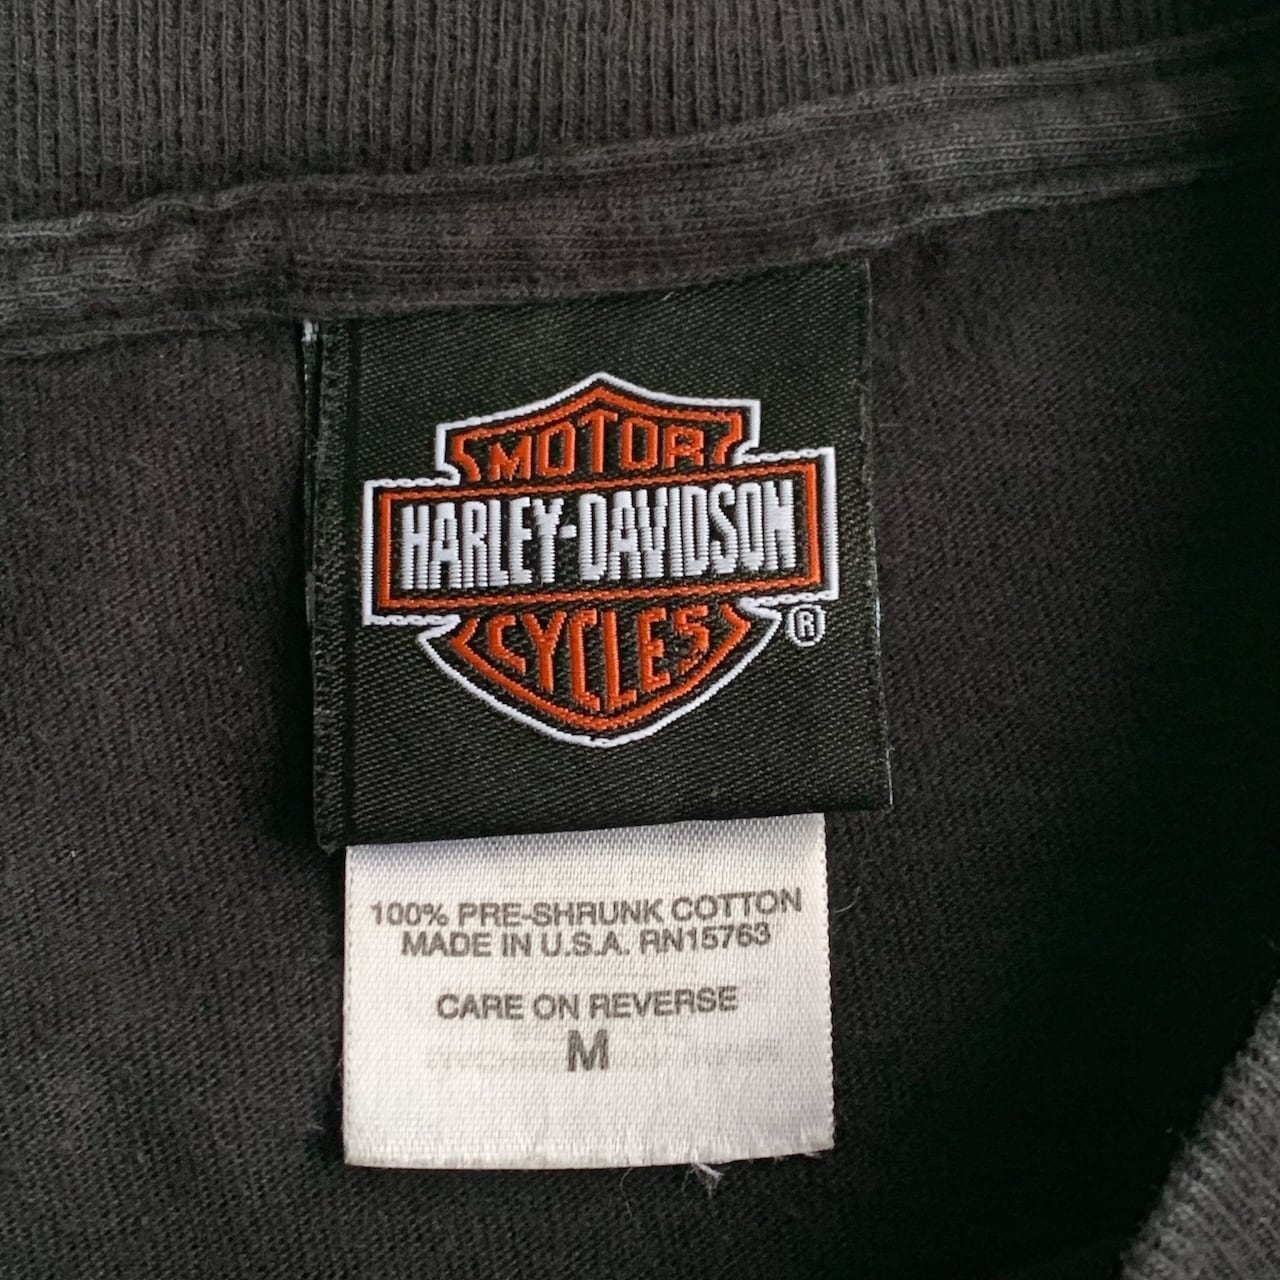 MOTOR
HARLEY-DAVIDSON
CYCLES
®
100% PRE-SHRUNK COTTON
MADE IN U.S.A. RN15763
CARE ON REVERSE
M